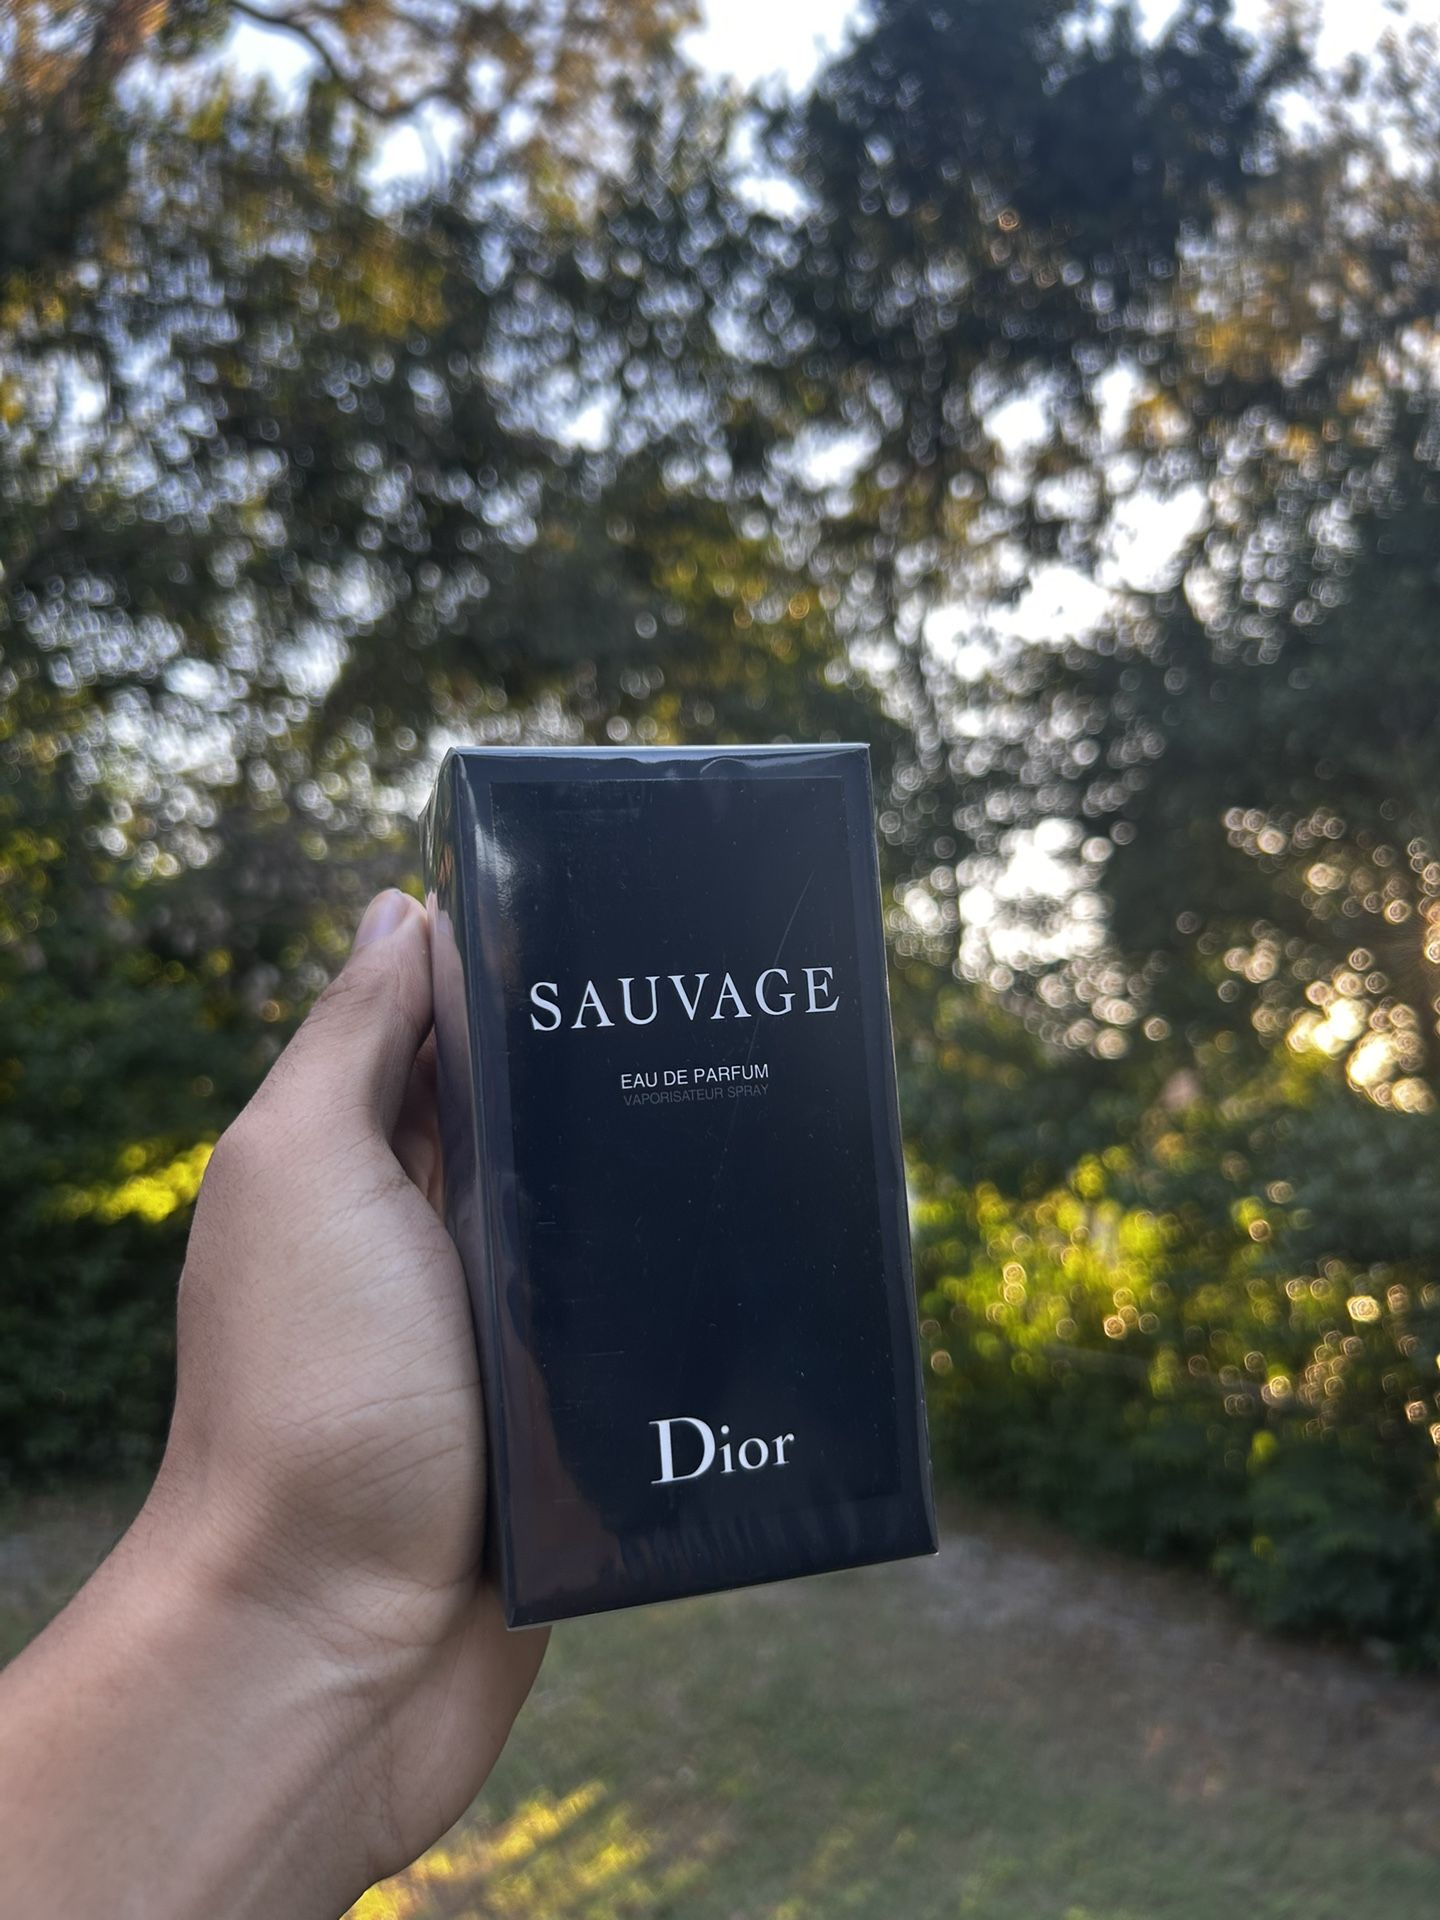 SAUVAGE
EAU DE PARFUM
VAPORISATEUR SPRAY
Dior